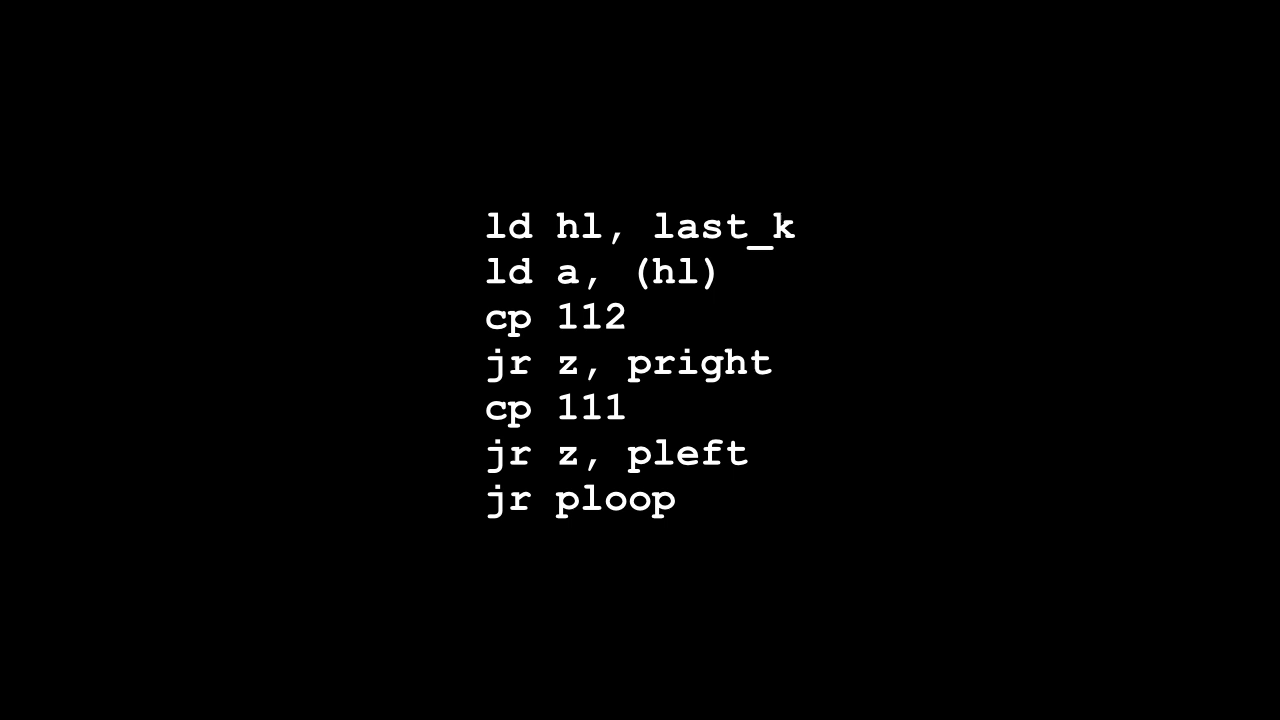 ld hl, last_k
ld a, (hl)
cp 112
jr z, pright
cp 111
jr z, pleft
jr ploop